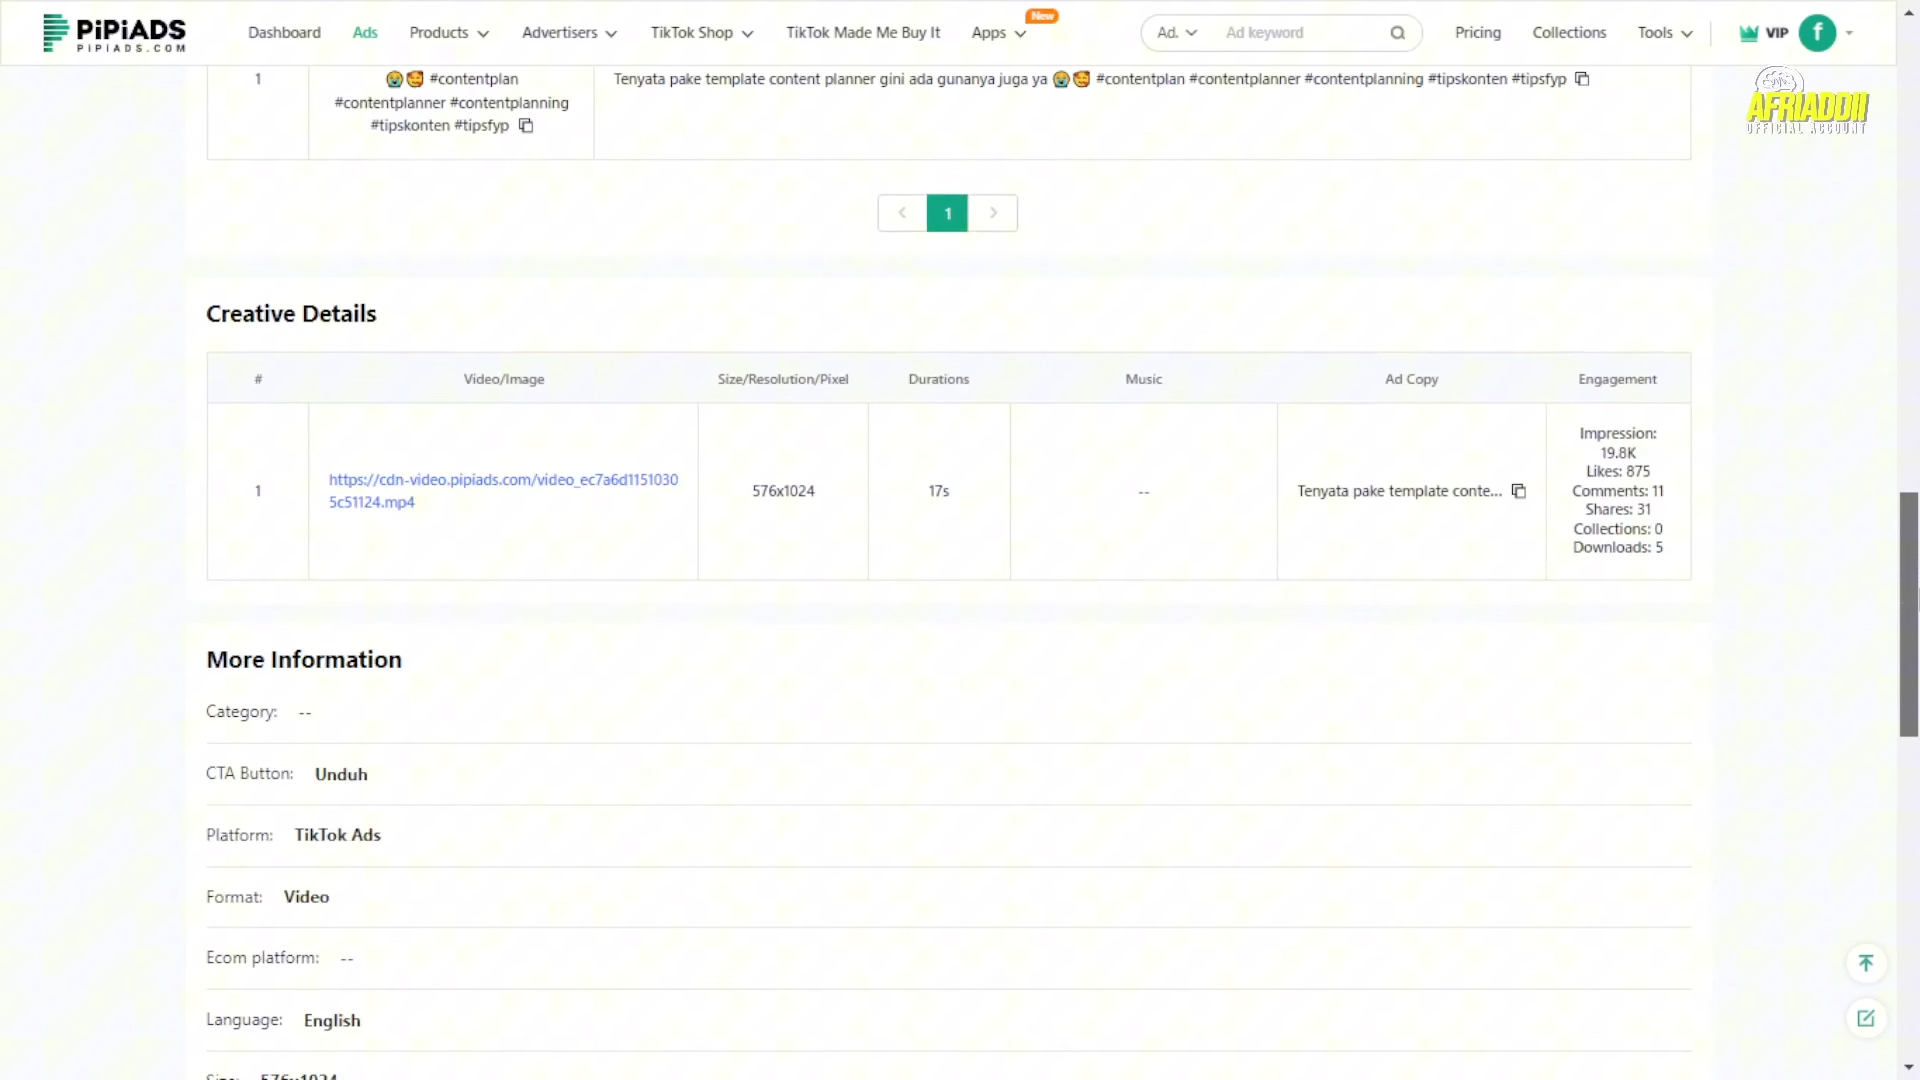 PiPiADS
PIPIADS.COM
Dashboard
Ads
Products
Advertisers
TikTok Shop
TikTok Made Me Buy It
Apps
New
Ad.
Ad keyword
Pricing
Collections
Tools
VIP
f
AFRIADDII
OFFICIAL ACCOUNT
1
😭🥰 #contentplan
#contentplanner #contentplanning
#tipskonten #tipsfyp
Tenyata pake template content planner gini ada gunanya juga ya 😭🥰 #contentplan #contentplanner #contentplanning #tipskonten #tipsfyp
1
Creative Details
#
Video/Image
Size/Resolution/Pixel
Durations
Music
Ad Copy
Engagement
1
https://cdn-video.pipiads.com/video_ec7a6d1151030
5c51124.mp4
576x1024
17s
--
Tenyata pake template conte...
Impression:
19.8K
Likes: 875
Comments: 11
Shares: 31
Collections: 0
Downloads: 5
More Information
Category: --
CTA Button: Unduh
Platform: TikTok Ads
Format: Video
Ecom platform: --
Language: English
Size: 576x1024